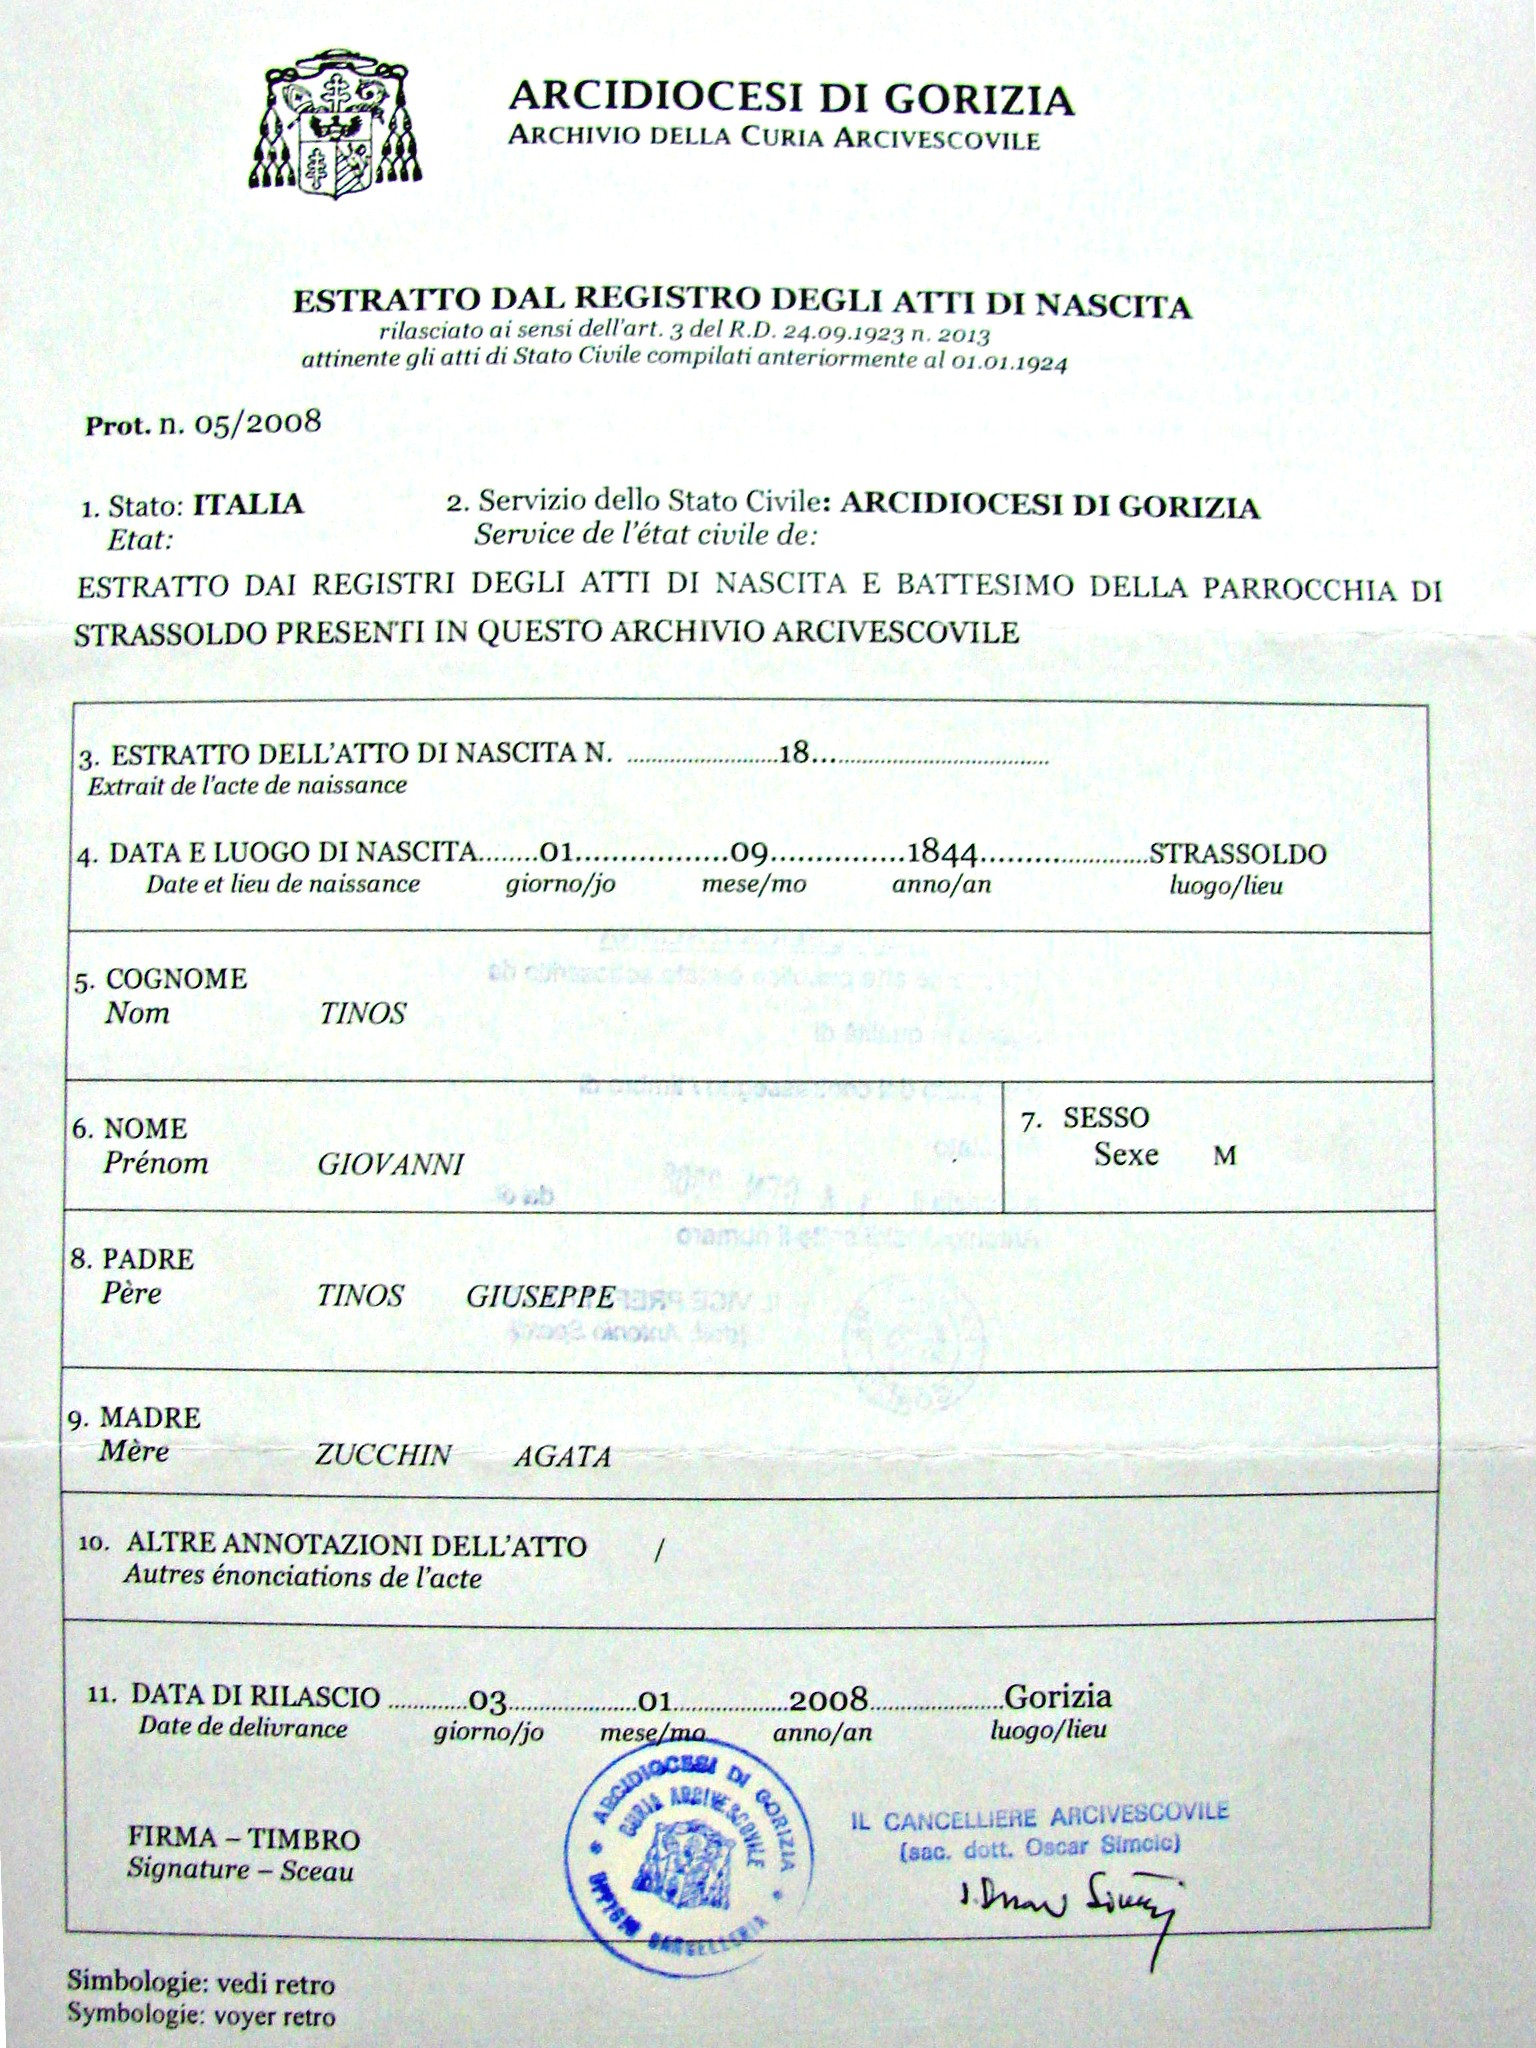 ARCIDIOCESI DI GORIZIA
ARCHIVIO DELLA CURIA ARCIVESCOVILE
ESTRATTO DAL REGISTRO DEGLI ATTI DI NASCITA
rilasciato ai sensi dell'art. 3 del R.D. 24.09.1923 n. 2013
attinente gli atti di Stato Civile compilati anteriormente al 01.01.1924
Prot. n. 05/2008
1. Stato: ITALIA 2. Servizio dello Stato Civile: ARCIDIOCESI DI GORIZIA
Etat: Service de l'état civile de:
ESTRATTO DAI REGISTRI DEGLI ATTI DI NASCITA E BATTESIMO DELLA PARROCCHIA DI
STRASSOLDO PRESENTI IN QUESTO ARCHIVIO ARCIVESCOVILE
3. ESTRATTO DELL'ATTO DI NASCITA N. ..........................18.......................................
Extrait de l'acte de naissance
4. DATA E LUOGO DI NASCITA........01.................09...............1844........................STRASSOLDO
Date et lieu de naissance giorno/jo mese/mo anno/an luogo/lieu
5. COGNOME
Nom TINOS
6. NOME
Prénom GIOVANNI
7. SESSO
Sexe M
8. PADRE
Père TINOS GIUSEPPE
9. MADRE
Mère ZUCCHIN AGATA
10. ALTRE ANNOTAZIONI DELL'ATTO /
Autres énonciations de l'acte
11. DATA DI RILASCIO .............03......................01....................2008.......................Gorizia
Date de delivrance giorno/jo mese/mo anno/an luogo/lieu
ARCIDIOCESI DI GORIZIA
CURIA ARCIVESCOVILE
UFFICIO CANCELLERIA
IL CANCELLIERE ARCIVESCOVILE
(sac. dott. Oscar Simcic)
FIRMA – TIMBRO
Signature – Sceau
Simbologie: vedi retro
Symbologie: voyer retro